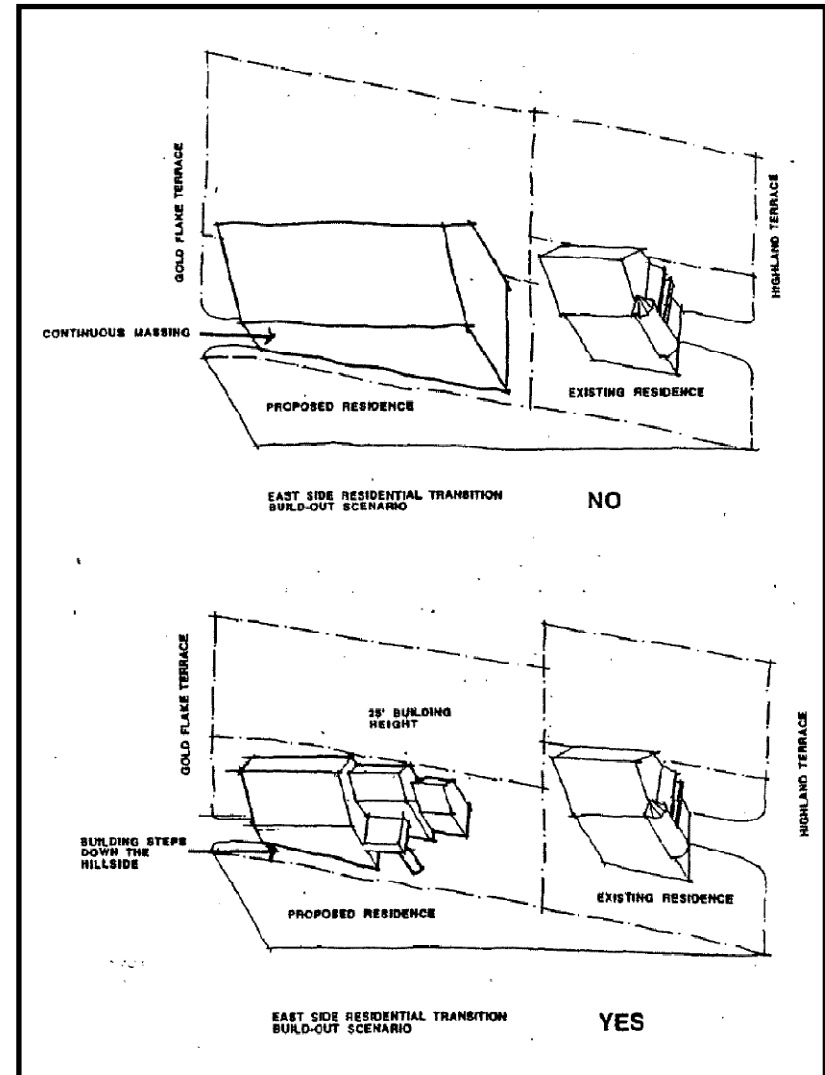 GOLD FLAKE TERRACE
HIGHLAND TERRACE
CONTINUOUS MASSING
PROPOSED RESIDENCE
EXISTING RESIDENCE
EAST SIDE RESIDENTIAL TRANSITION
BUILD-OUT SCENARIO
NO
GOLD FLAKE TERRACE
25' BUILDING
HEIGHT
HIGHLAND TERRACE
BUILDING STEPS
DOWN THE
HILLSIDE
PROPOSED RESIDENCE
EXISTING RESIDENCE
EAST SIDE RESIDENTIAL TRANSITION
BUILD-OUT SCENARIO
YES